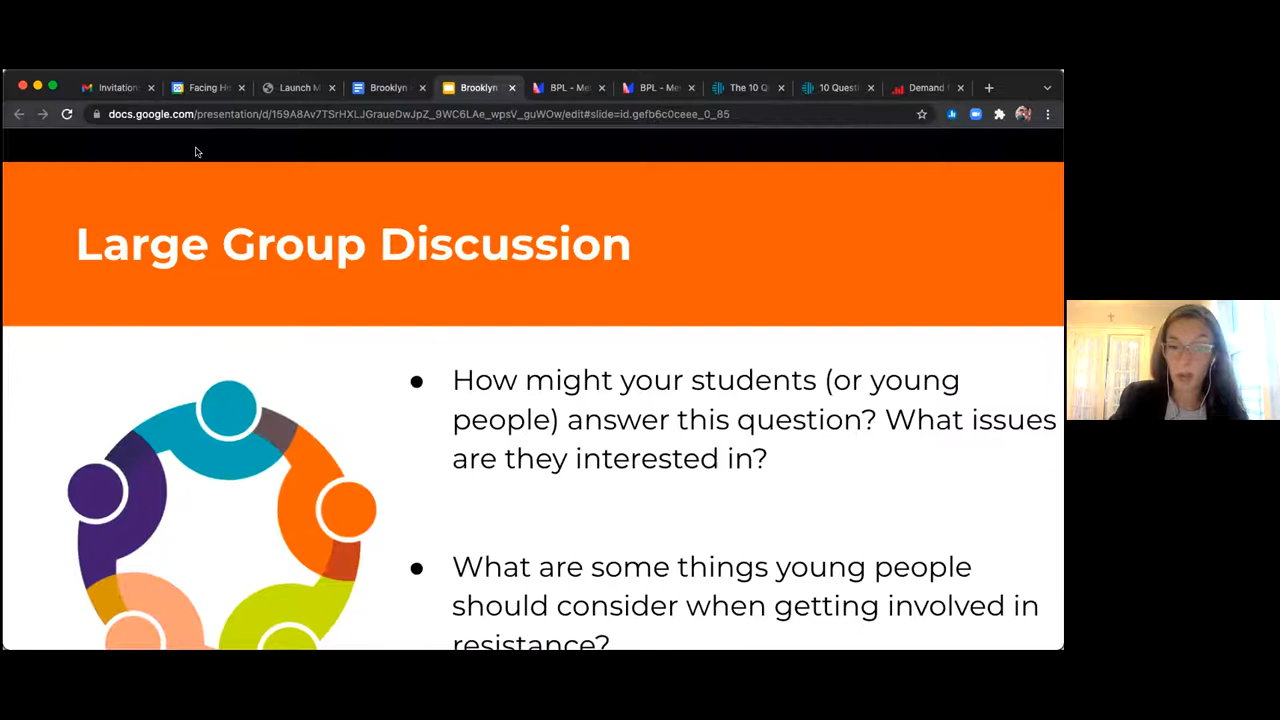 Invitation
Facing Hi
Launch M
Brooklyn
Brooklyn
BPL - Me
BPL - Me
The 10 Q
10 Questi
Demand
docs.google.com/presentation/d/159A8Av7TSrHXLJGraueDwJpZ_9WC6LAe_wpsV_guWOw/edit#slide=id.gefb6c0ceee_0_85
Large Group Discussion
● How might your students (or young
people) answer this question? What issues
are they interested in?
● What are some things young people
should consider when getting involved in
resistance?